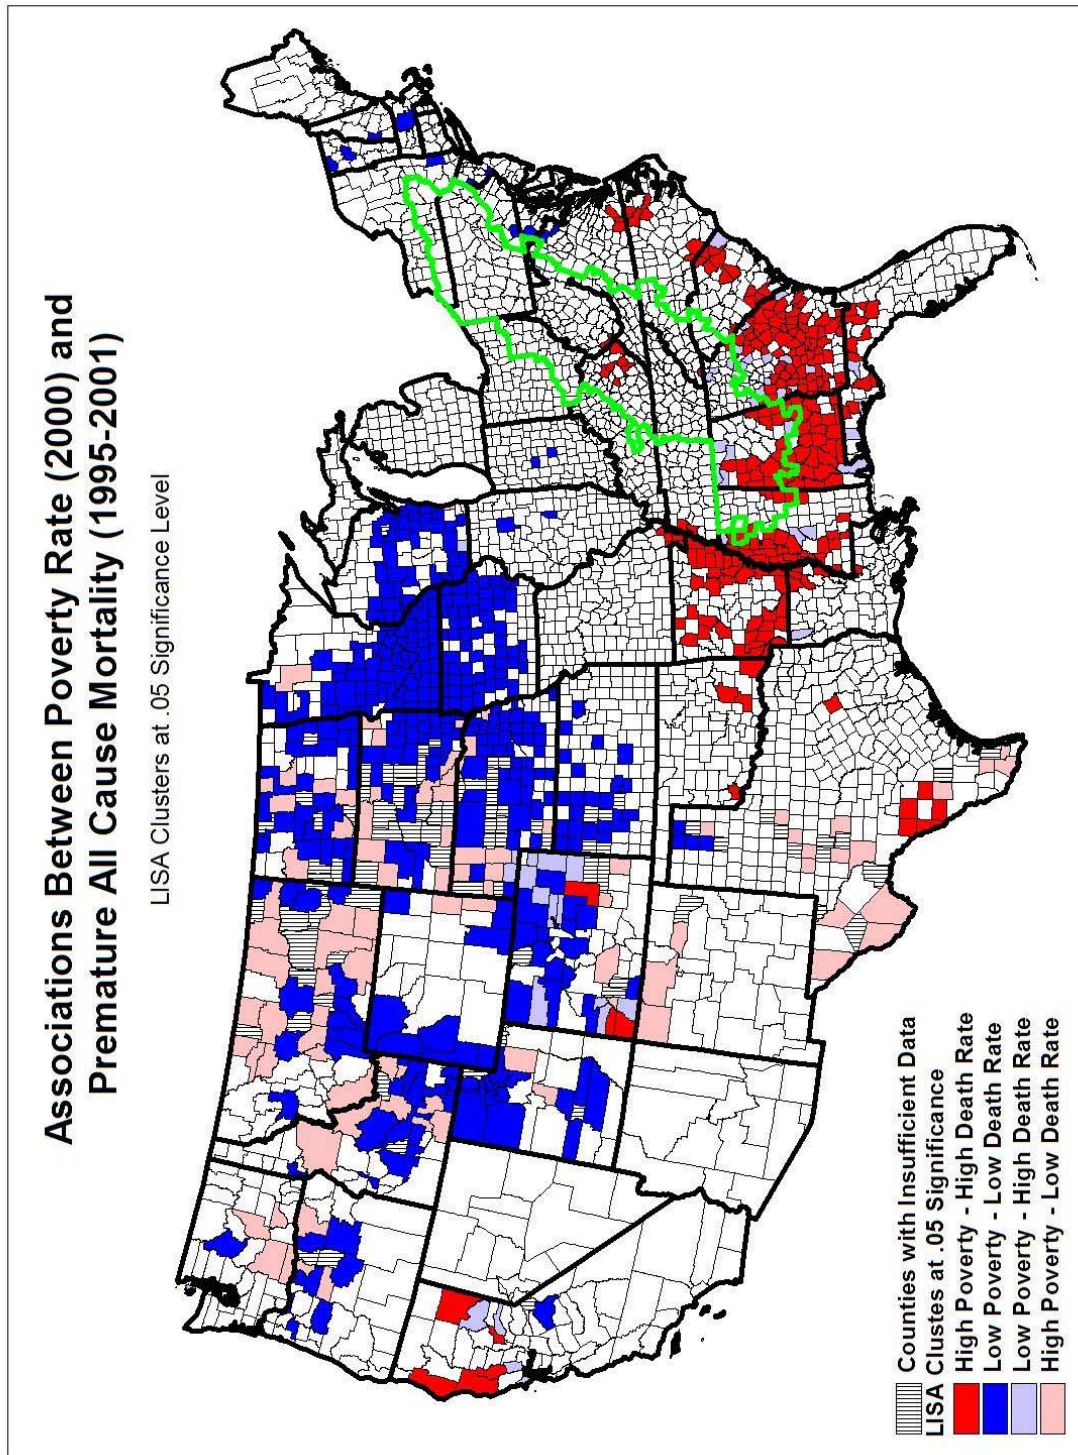 Associations Between Poverty Rate (2000) and
Premature All Cause Mortality (1995-2001)
LISA Clusters at .05 Significance Level
Counties with Insufficient Data
LISA Clustes at .05 Significance
High Poverty - High Death Rate
Low Poverty - Low Death Rate
Low Poverty - High Death Rate
High Poverty - Low Death Rate